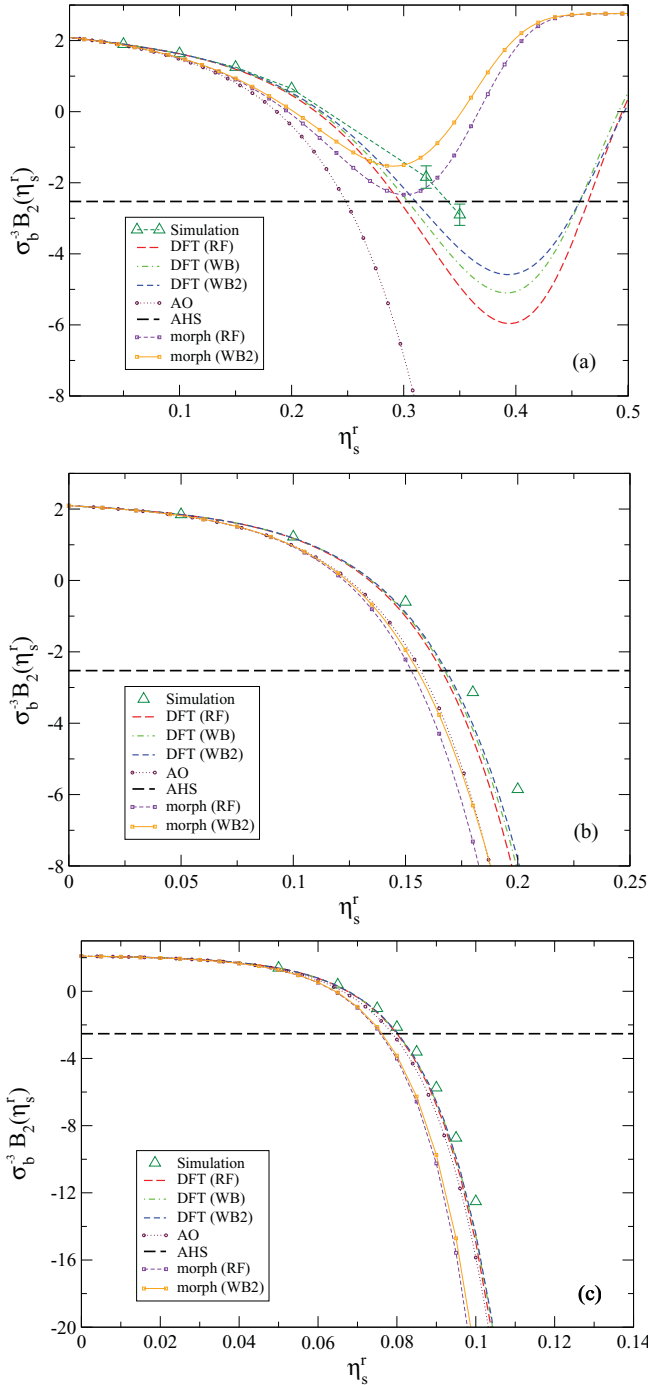 2
0
-2
-4
-6
-8
σ_b^-3 B_2(η_s^r)
Simulation
DFT (RF)
DFT (WB)
DFT (WB2)
AO
AHS
morph (RF)
morph (WB2)
(a)
0.1 0.2 0.3 0.4 0.5
η_s^r
2
0
-2
-4
-6
-8
σ_b^-3 B_2(η_s^r)
Simulation
DFT (RF)
DFT (WB)
DFT (WB2)
AO
AHS
morph (RF)
morph (WB2)
(b)
0 0.05 0.1 0.15 0.2 0.25
η_s^r
0
-4
-8
-12
-16
-20
σ_b^-3 B_2(η_s^r)
Simulation
DFT (RF)
DFT (WB)
DFT (WB2)
AO
AHS
morph (RF)
morph (WB2)
(c)
0 0.02 0.04 0.06 0.08 0.1 0.12 0.14
η_s^r